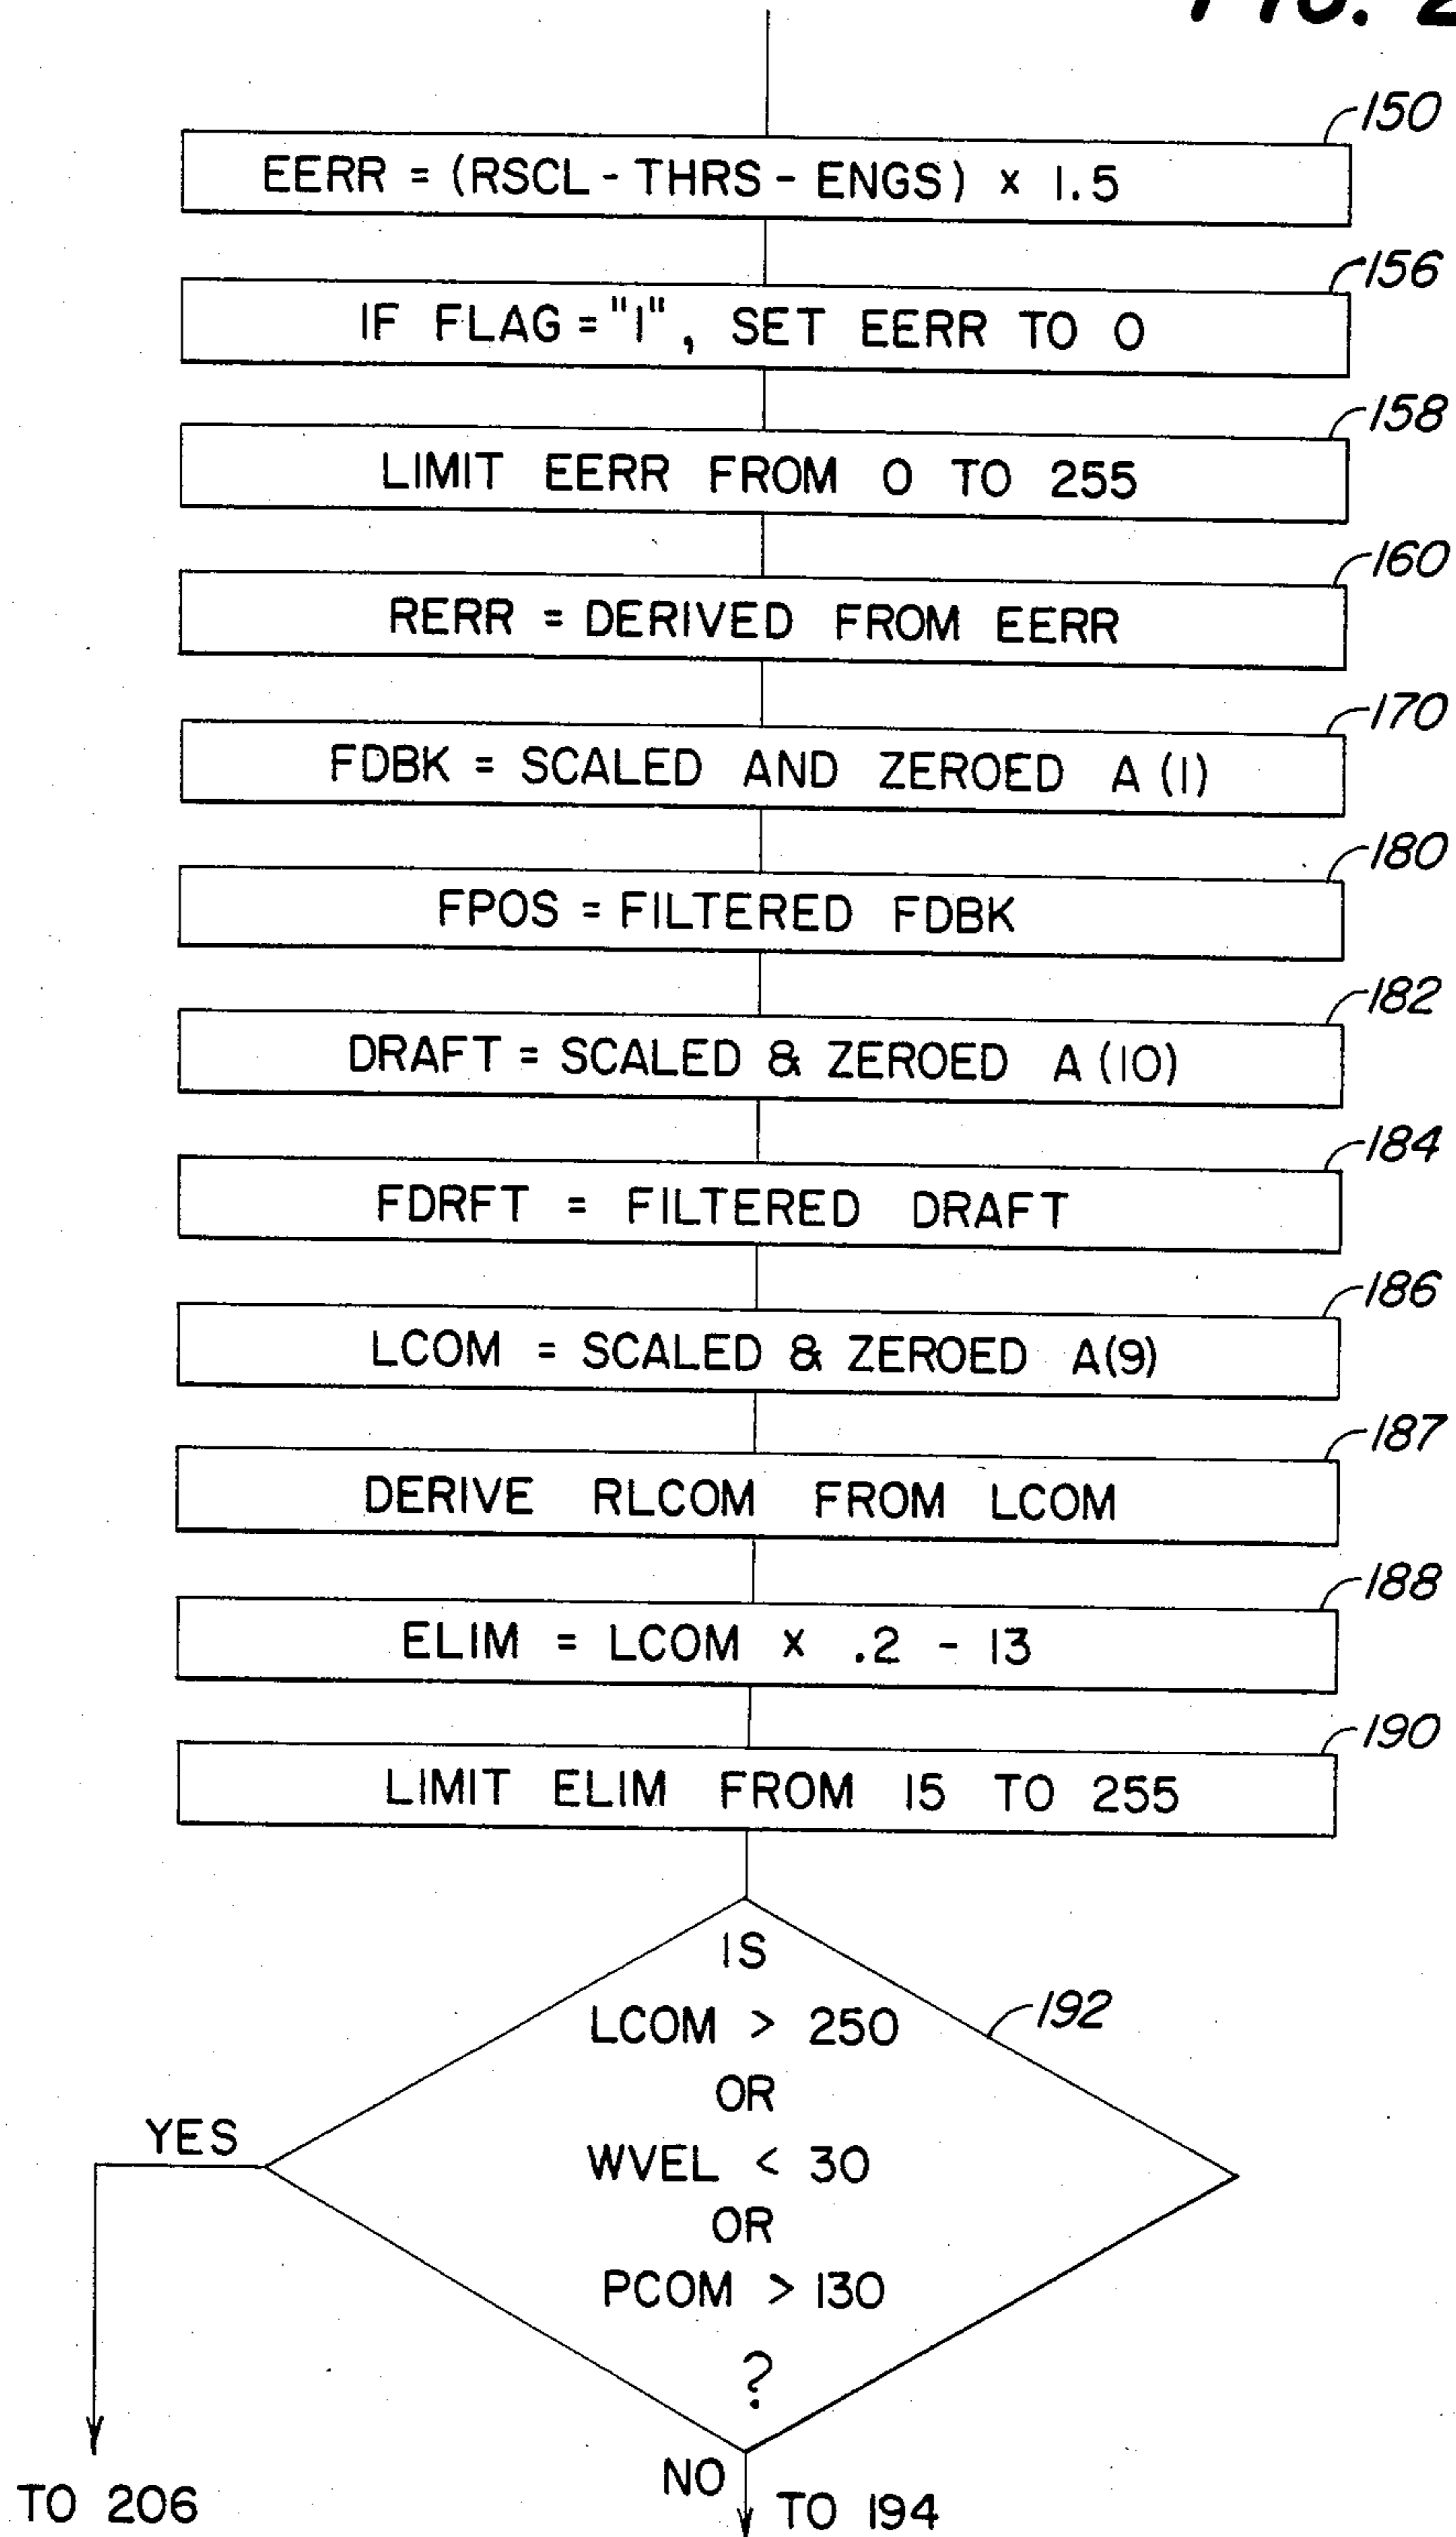 FIG. 2
150
EERR = (RSCL - THRS - ENGS) x 1.5
156
IF FLAG = "1", SET EERR TO 0
158
LIMIT EERR FROM 0 TO 255
160
RERR = DERIVED FROM EERR
170
FDBK = SCALED AND ZEROED A (1)
180
FPOS = FILTERED FDBK
182
DRAFT = SCALED & ZEROED A (10)
184
FDRFT = FILTERED DRAFT
186
LCOM = SCALED & ZEROED A(9)
187
DERIVE RLCOM FROM LCOM
188
ELIM = LCOM x .2 - 13
190
LIMIT ELIM FROM 15 TO 255
IS
LCOM > 250
192
OR
YES
WVEL < 30
OR
PCOM > 130
?
NO
TO 206
TO 194